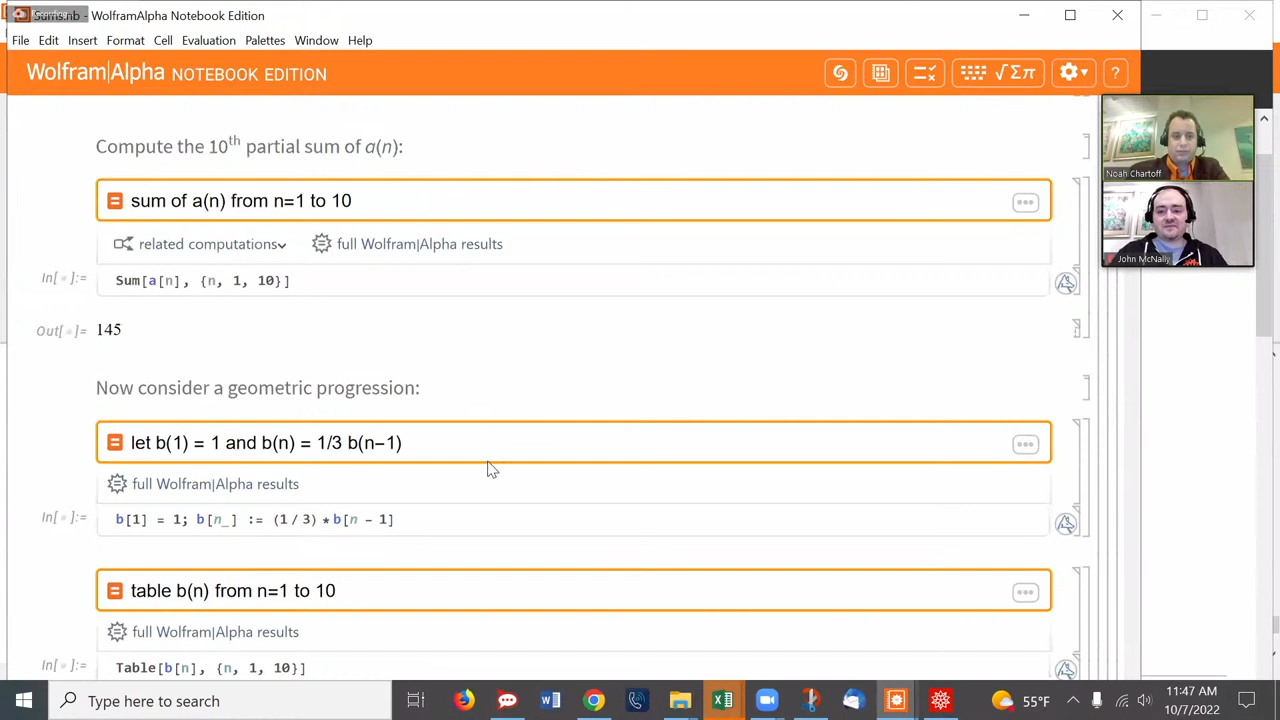 Recording
Sums.nb - WolframAlpha Notebook Edition
File Edit Insert Format Cell Evaluation Palettes Window Help
Wolfram|Alpha NOTEBOOK EDITION
√Σπ
?
Compute the 10th partial sum of a(n):
sum of a(n) from n=1 to 10
related computations
full Wolfram|Alpha results
In[ ]:= Sum[a[n], {n, 1, 10}]
Out[ ]= 145
Now consider a geometric progression:
let b(1) = 1 and b(n) = 1/3 b(n−1)
full Wolfram|Alpha results
In[ ]:= b[1] = 1; b[n_] := (1 / 3) * b[n - 1]
table b(n) from n=1 to 10
full Wolfram|Alpha results
In[ ]:= Table[b[n], {n, 1, 10}]
Noah Chartoff
John McNally
Type here to search
55°F
11:47 AM
10/7/2022